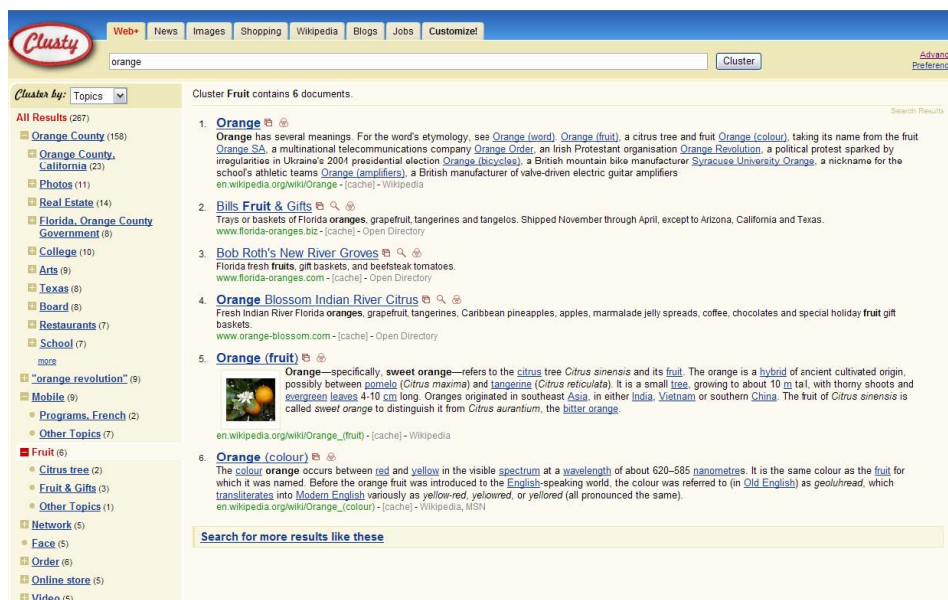 Clusty
Web+ News Images Shopping Wikipedia Blogs Jobs Customize!
orange
Cluster
Advanc
Preferenc
Cluster by: Topics
All Results (267)
Orange County (158)
Orange County,
California (23)
Photos (11)
Real Estate (14)
Florida, Orange County
Government (8)
College (10)
Arts (9)
Texas (8)
Board (8)
Restaurants (7)
School (7)
more
"orange revolution" (9)
Mobile (9)
Programs, French (2)
Other Topics (7)
Fruit (6)
Citrus tree (2)
Fruit & Gifts (3)
Other Topics (1)
Network (5)
Face (5)
Order (6)
Online store (5)
Video (5)
Cluster Fruit contains 6 documents.
Search Results
1. Orange
Orange has several meanings. For the word's etymology, see Orange (word). Orange (fruit), a citrus tree and fruit Orange (colour), taking its name from the fruit
Orange SA, a multinational telecommunications company Orange Order, an Irish Protestant organisation Orange Revolution, a political protest sparked by
irregularities in Ukraine's 2004 presidential election Orange (bicycles), a British mountain bike manufacturer Syracuse University Orange, a nickname for the
school's athletic teams Orange (amplifiers), a British manufacturer of valve-driven electric guitar amplifiers
en.wikipedia.org/wiki/Orange - [cache] - Wikipedia
2. Bills Fruit & Gifts
Trays or baskets of Florida oranges, grapefruit, tangerines and tangelos. Shipped November through April, except to Arizona, California and Texas.
www.florida-oranges.biz - [cache] - Open Directory
3. Bob Roth's New River Groves
Florida fresh fruits, gift baskets, and beefsteak tomatoes.
www.florida-oranges.com - [cache] - Open Directory
4. Orange Blossom Indian River Citrus
Fresh Indian River Florida oranges, grapefruit, tangerines, Caribbean pineapples, apples, marmalade jelly spreads, coffee, chocolates and special holiday fruit gift
baskets.
www.orange-blossom.com - [cache] - Open Directory
5. Orange (fruit)
Orange—specifically, sweet orange—refers to the citrus tree Citrus sinensis and its fruit. The orange is a hybrid of ancient cultivated origin,
possibly between pomelo (Citrus maxima) and tangerine (Citrus reticulata). It is a small tree, growing to about 10 m tall, with thorny shoots and
evergreen leaves 4-10 cm long. Oranges originated in southeast Asia, in either India, Vietnam or southern China. The fruit of Citrus sinensis is
called sweet orange to distinguish it from Citrus aurantium, the bitter orange.
en.wikipedia.org/wiki/Orange_(fruit) - [cache] - Wikipedia
6. Orange (colour)
The colour orange occurs between red and yellow in the visible spectrum at a wavelength of about 620–585 nanometres. It is the same colour as the fruit for
which it was named. Before the orange fruit was introduced to the English-speaking world, the colour was referred to (in Old English) as geoluhread, which
transliterates into Modern English variously as yellow-red, yelowred, or yellored (all pronounced the same).
en.wikipedia.org/wiki/Orange_(colour) - [cache] - Wikipedia, MSN
Search for more results like these